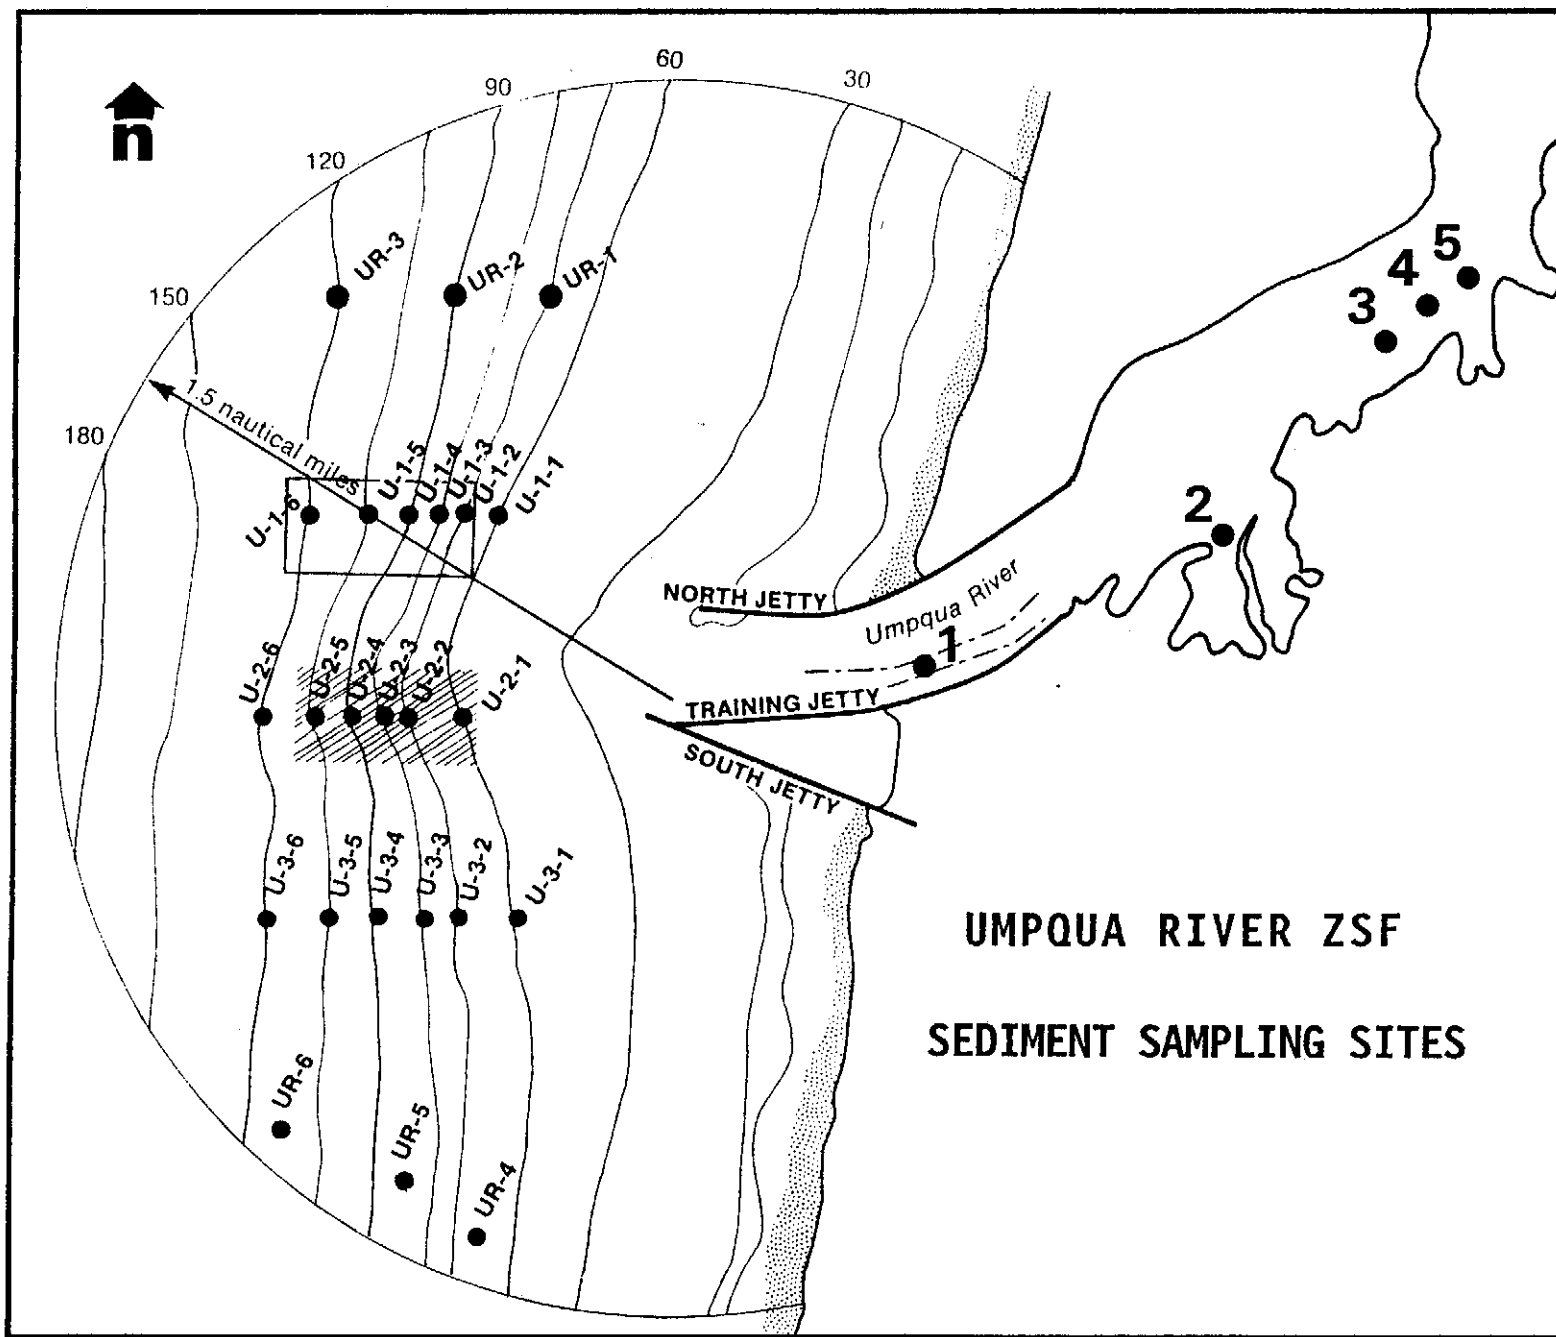 60
30
90
120
n
150
180
UR-3
UR-2
UR-1
5
4
3
2
1
1.5 nautical miles
U-1-6
U-1-5
U-1-4
U-1-3
U-1-2
U-1-1
NORTH JETTY
Umpqua River
TRAINING JETTY
SOUTH JETTY
U-2-6
U-2-5
U-2-4
U-2-3
U-2-2
U-2-1
U-3-6
U-3-5
U-3-4
U-3-3
U-3-2
U-3-1
UR-6
UR-5
UR-4
UMPQUA RIVER ZSF
SEDIMENT SAMPLING SITES